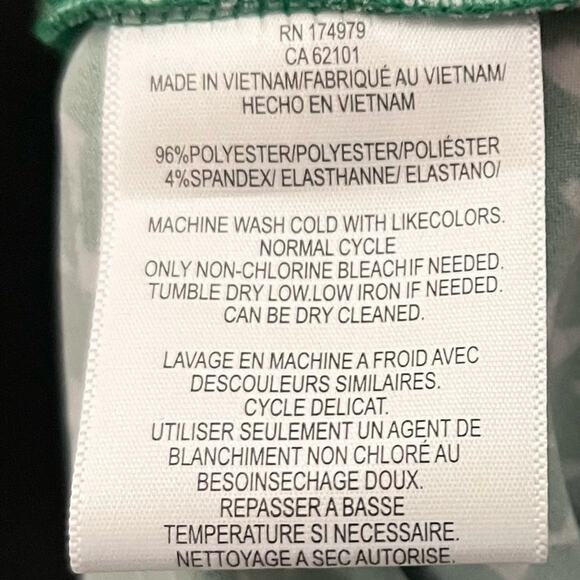 RN 174979
CA 62101
MADE IN VIETNAM/FABRIQUÉ AU VIETNAM/
HECHO EN VIETNAM
96%POLYESTER/POLYESTER/POLIÉSTER
4%SPANDEX/ ELASTHANNE/ ELASTANO/
MACHINE WASH COLD WITH LIKECOLORS.
NORMAL CYCLE
ONLY NON-CHLORINE BLEACH IF NEEDED.
TUMBLE DRY LOW.LOW IRON IF NEEDED.
CAN BE DRY CLEANED.
LAVAGE EN MACHINE A FROID AVEC
DESCOULEURS SIMILAIRES.
CYCLE DELICAT.
UTILISER SEULEMENT UN AGENT DE
BLANCHIMENT NON CHLORÉ AU
BESOINSECHAGE DOUX.
REPASSER A BASSE
TEMPERATURE SI NECESSAIRE.
NETTOYAGE A SEC AUTORISE.